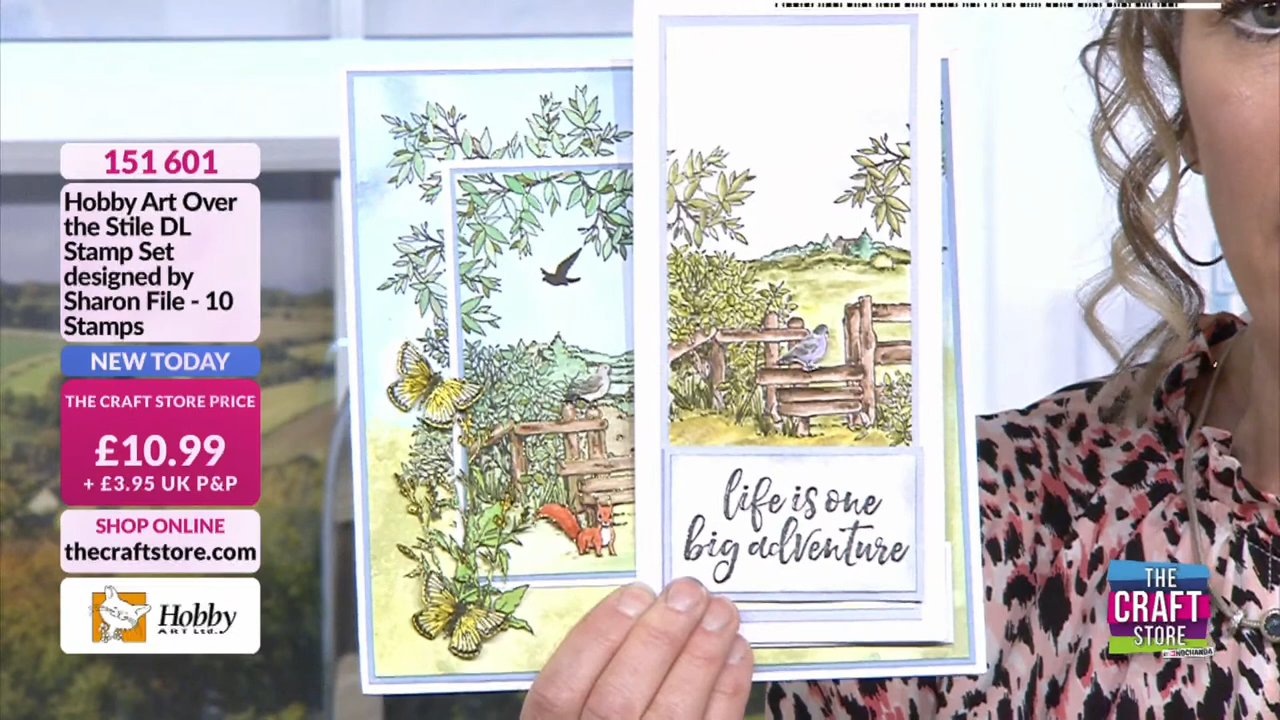 151 601
Hobby Art Over
the Stile DL
Stamp Set
designed by
Sharon File - 10
Stamps
NEW TODAY
THE CRAFT STORE PRICE
£10.99
+ £3.95 UK P&P
SHOP ONLINE
thecraftstore.com
Hobby
ART Ltd..
life is one
big adventure
THE
CRAFT
STORE
BY HOCHANDA